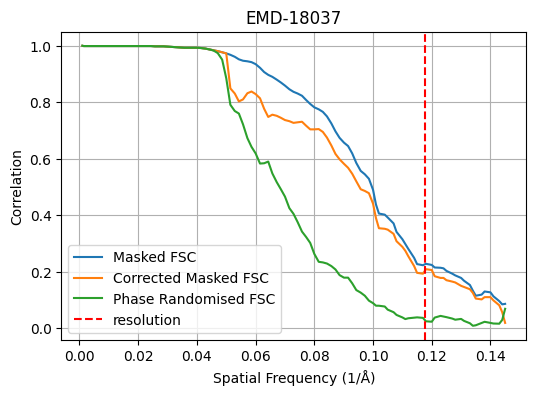 EMD-18037
1.0
0.8
0.6
0.4
0.2
0.0
Correlation
Masked FSC
Corrected Masked FSC
Phase Randomised FSC
resolution
0.00 0.02 0.04 0.06 0.08 0.10 0.12 0.14
Spatial Frequency (1/Å)